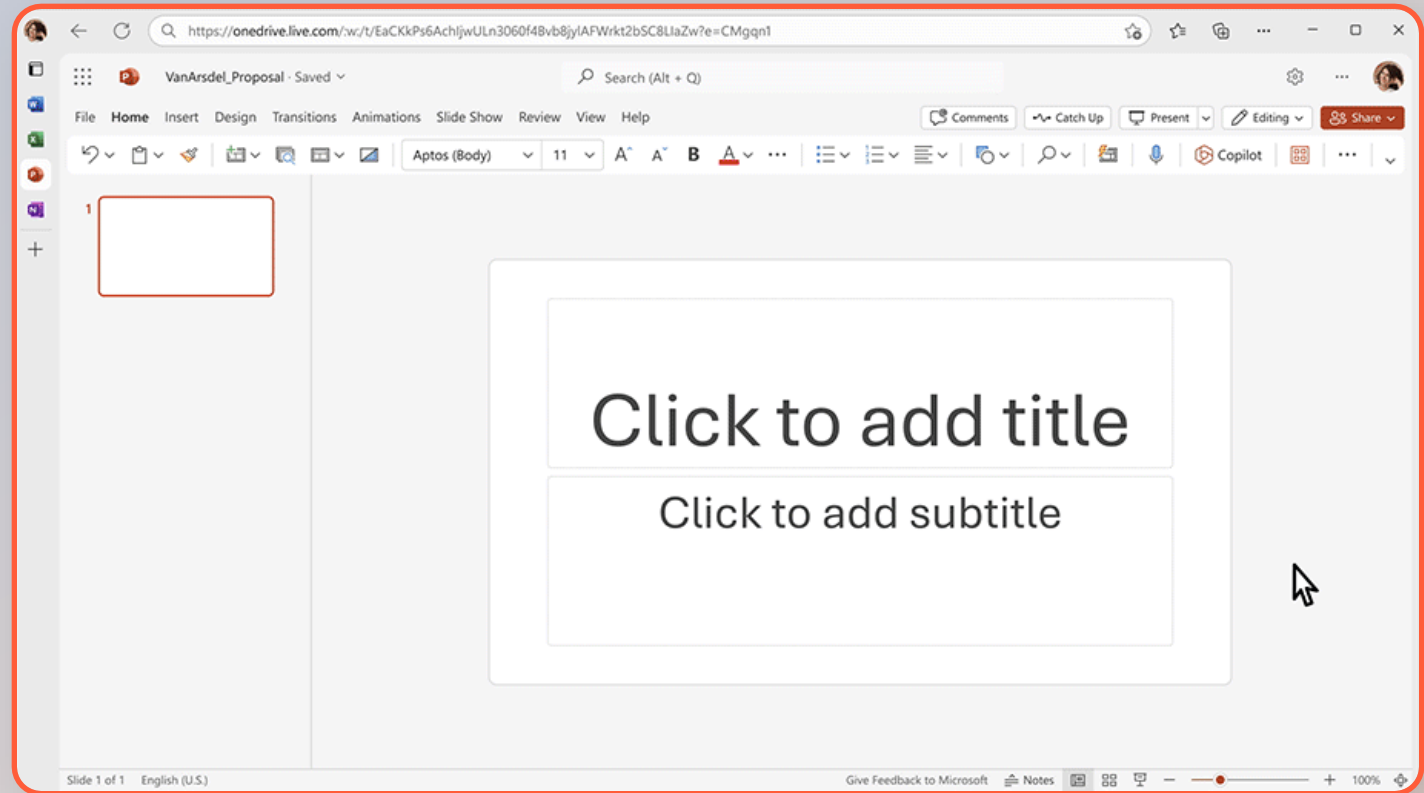 https://onedrive.live.com/:w:/t/EaCKkPs6AchIjwULn3060f4Bvb8jylAFWrkt2bSC8LIaZw?e=CMgqn1
VanArsdel_Proposal · Saved
Search (Alt + Q)
File Home Insert Design Transitions Animations Slide Show Review View Help
Comments Catch Up Present Editing Share
Aptos (Body) 11 A A B A Copilot
1
Click to add title
Click to add subtitle
Slide 1 of 1 English (U.S.) Give Feedback to Microsoft Notes 100%